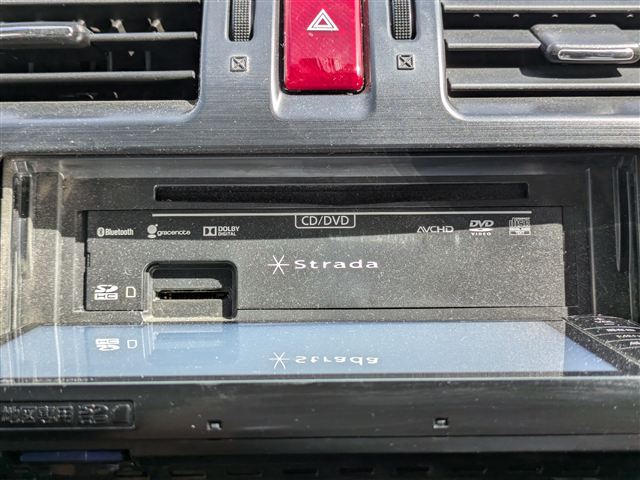 CD/DVD
Bluetooth gracenote DOLBY DIGITAL AVCHD DVD VIDEO
Strada
SD HC